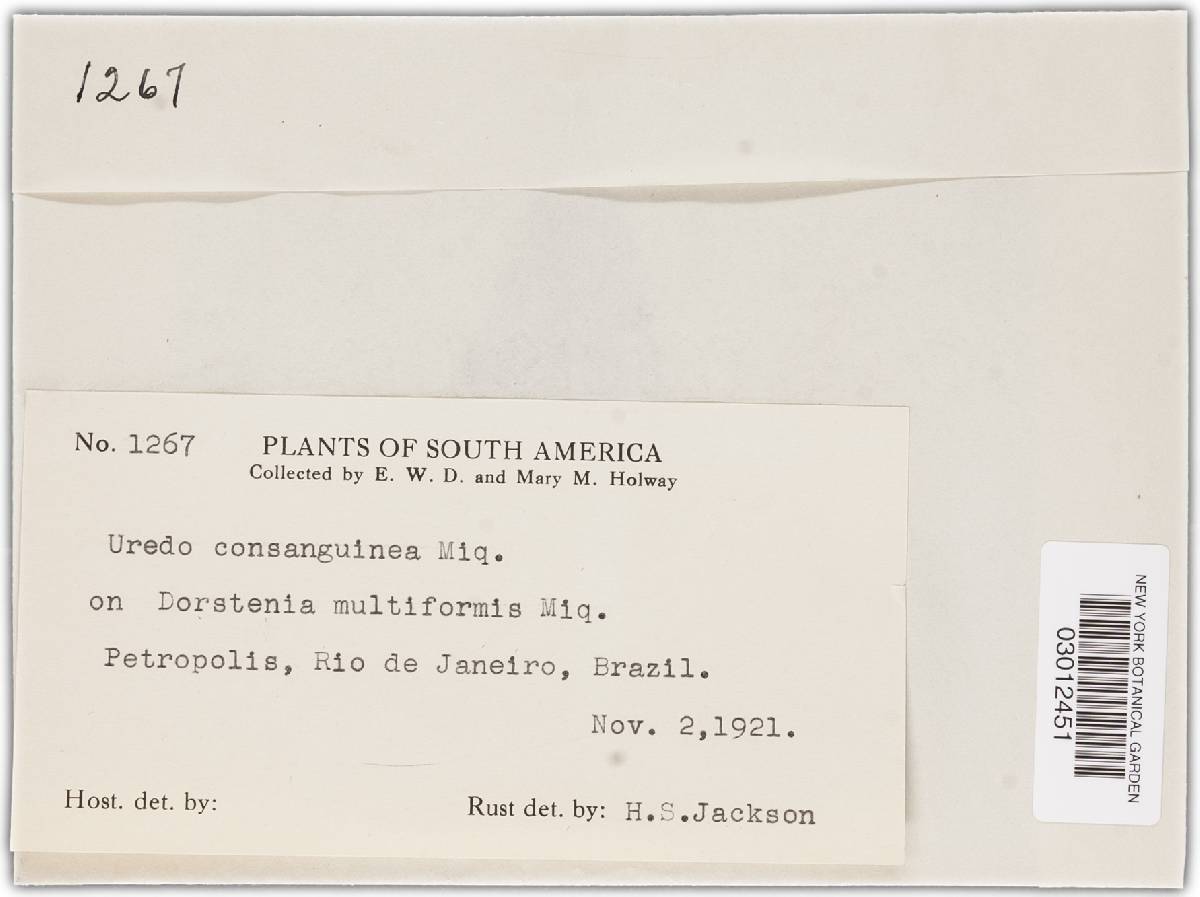 1267
No. 1267 PLANTS OF SOUTH AMERICA
Collected by E. W. D. and Mary M. Holway
Uredo consanguinea Miq.
on Dorstenia multiformis Miq.
Petropolis, Rio de Janeiro, Brazil.
Nov. 2,1921.
Host. det. by: Rust det. by: H.S.Jackson
NEW YORK BOTANICAL GARDEN
03012451